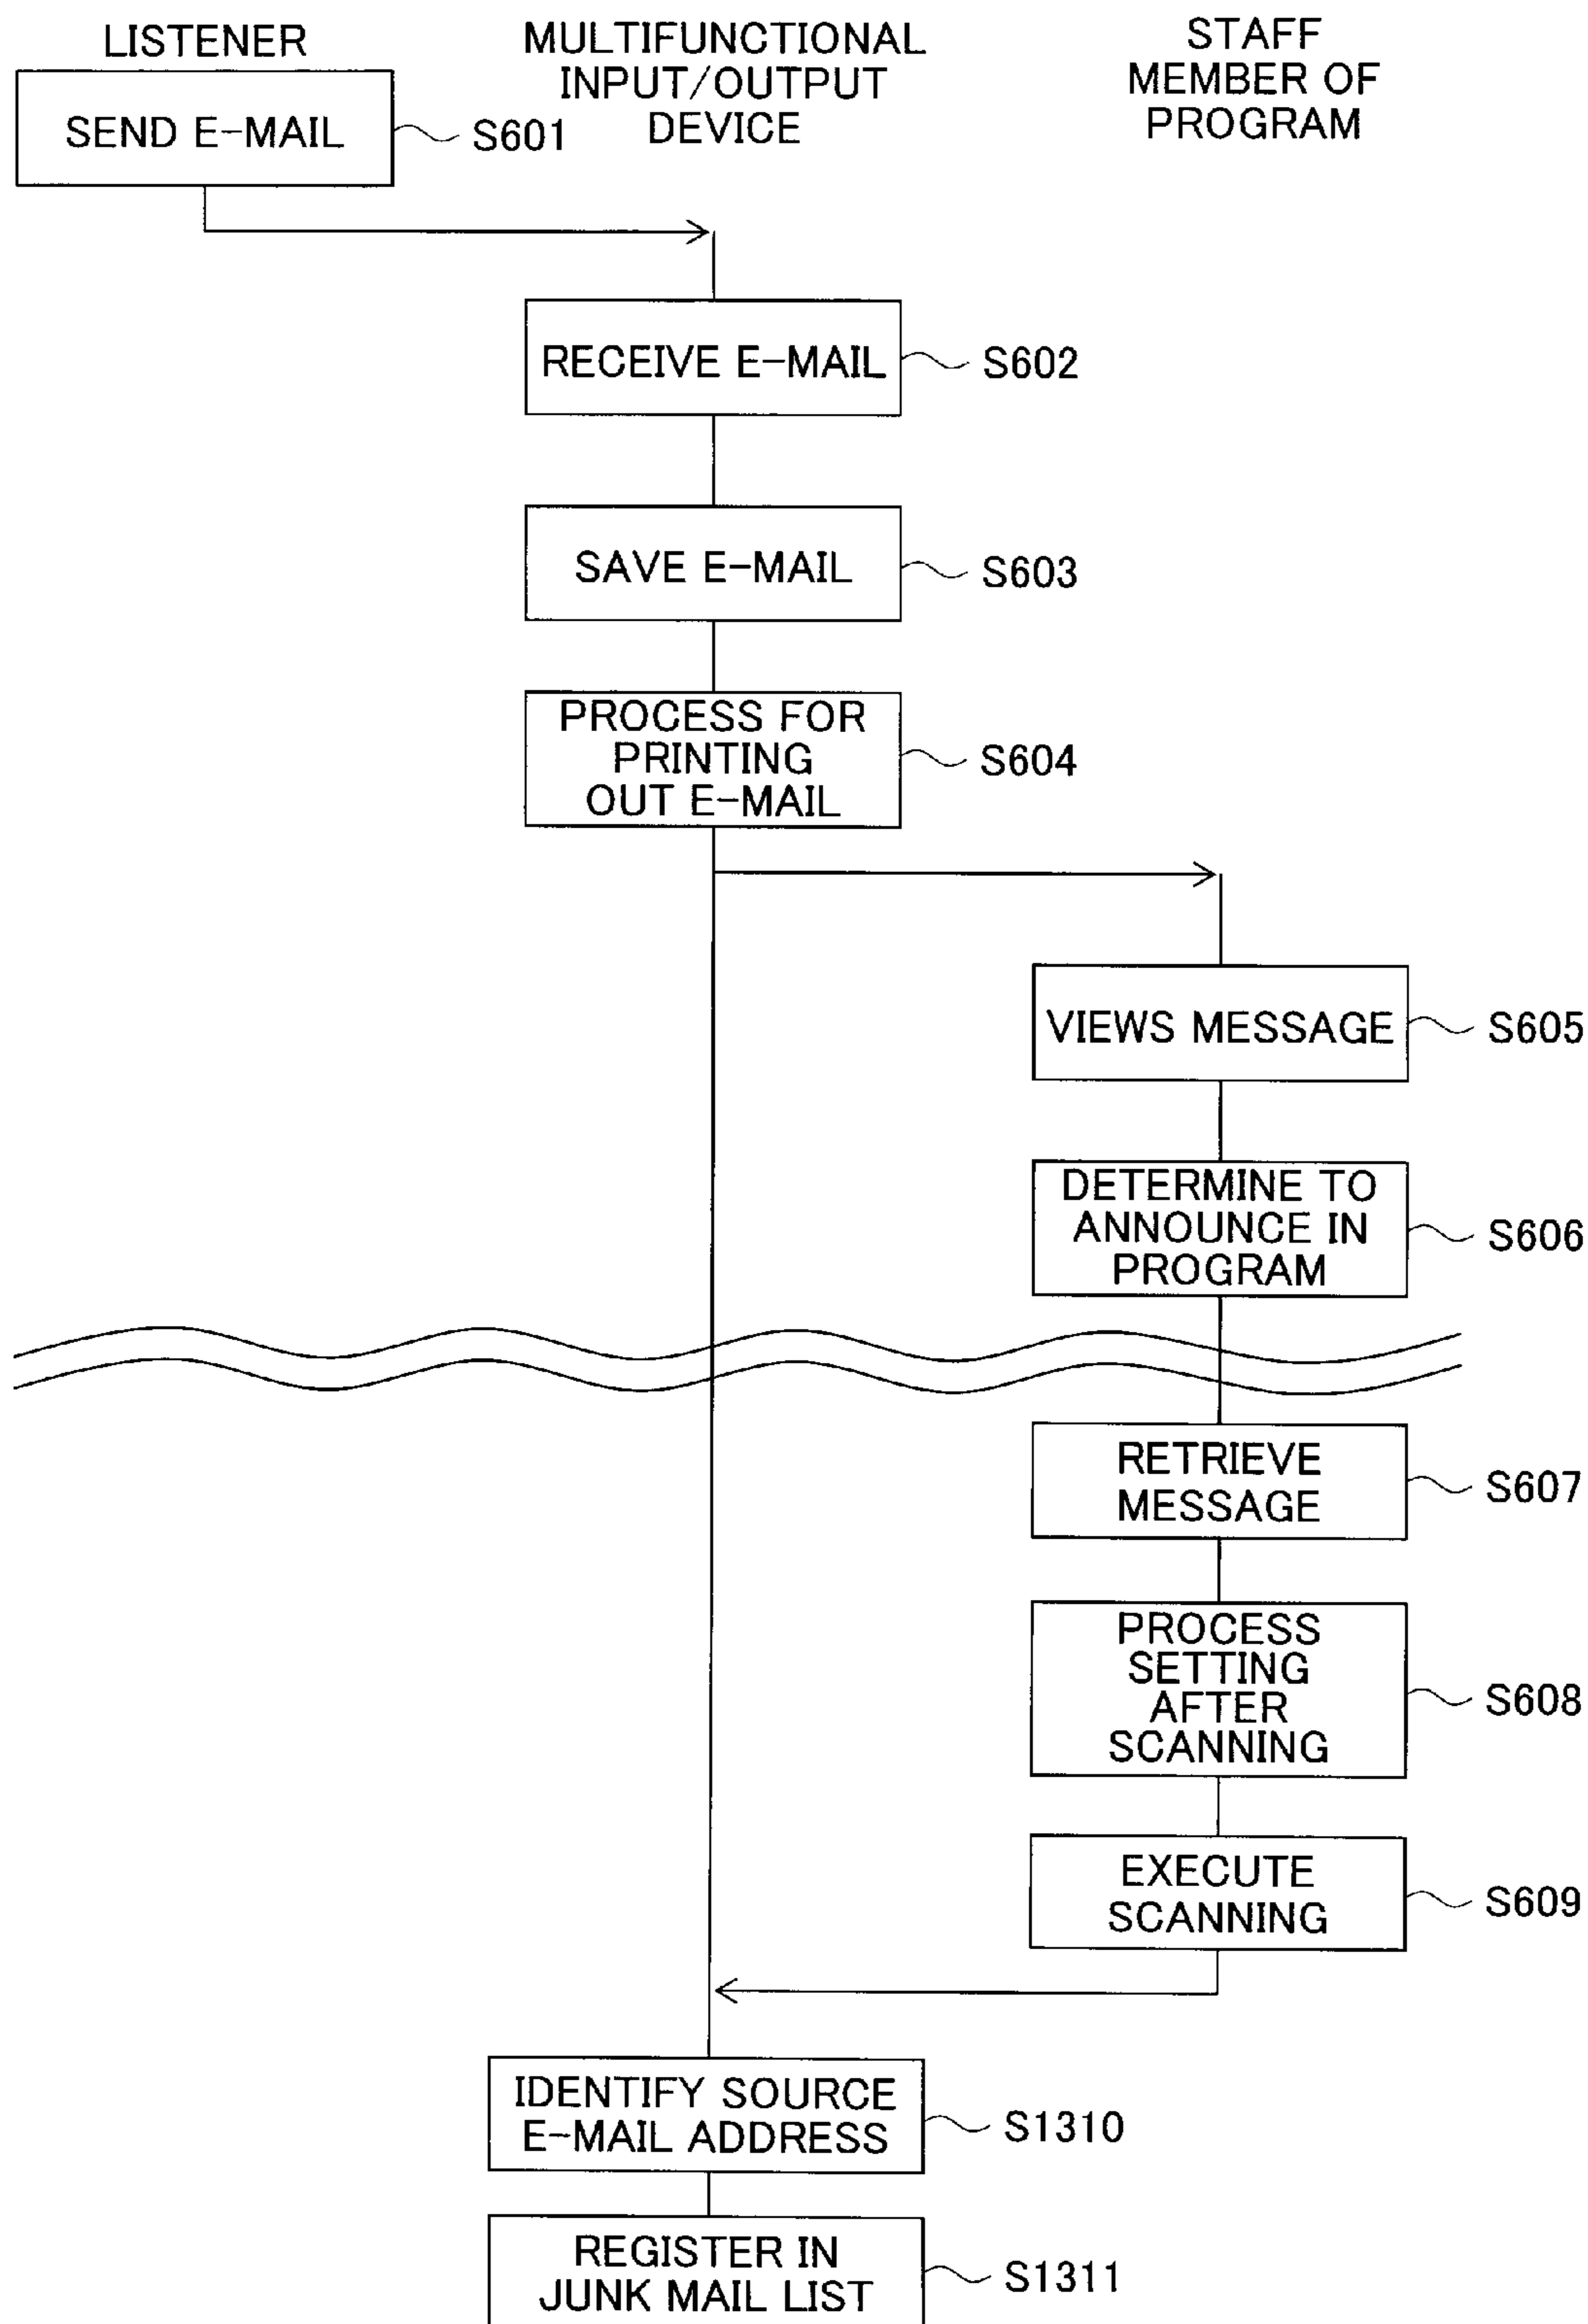 LISTENER
MULTIFUNCTIONAL
INPUT/OUTPUT
DEVICE
STAFF
MEMBER OF
PROGRAM
SEND E-MAIL
S601
RECEIVE E-MAIL
S602
SAVE E-MAIL
S603
PROCESS FOR
PRINTING
OUT E-MAIL
S604
VIEWS MESSAGE
S605
DETERMINE TO
ANNOUNCE IN
PROGRAM
S606
RETRIEVE
MESSAGE
S607
PROCESS
SETTING
AFTER
SCANNING
S608
EXECUTE
SCANNING
S609
IDENTIFY SOURCE
E-MAIL ADDRESS
S1310
REGISTER IN
JUNK MAIL LIST
S1311